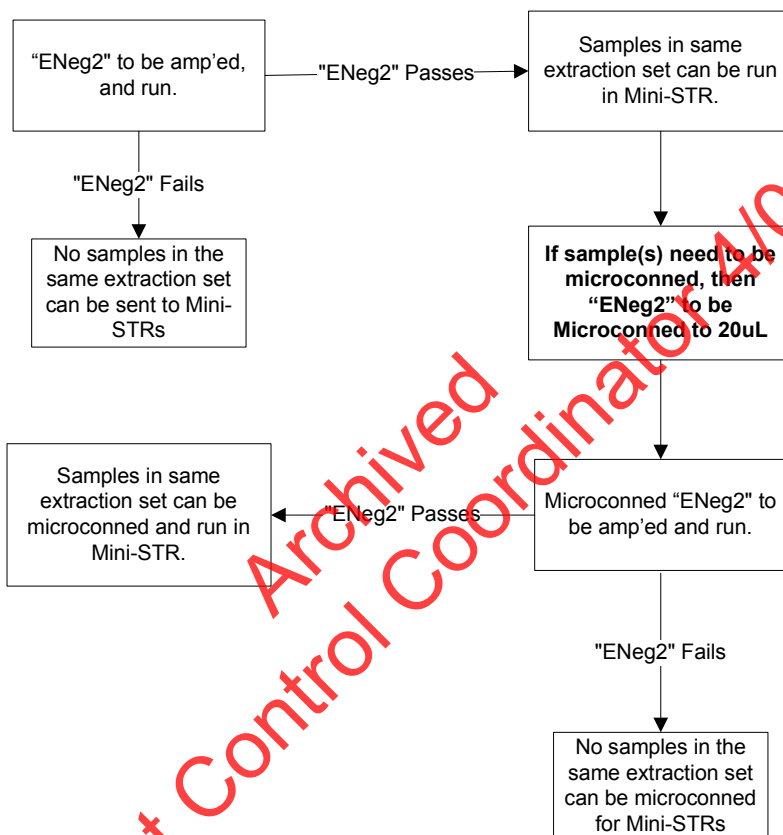 “ENeg2” to be amp’ed,
and run.
"ENeg2" Passes
Samples in same
extraction set can be run
in Mini-STR.
"ENeg2" Fails
No samples in the
same extraction set
can be sent to Mini-
STRs
If sample(s) need to be
microconned, then
“ENeg2” to be
Microconned to 20uL
Microconned “ENeg2” to
be amp’ed and run.
"ENeg2" Passes
Samples in same
extraction set can be
microconned and run in
Mini-STR.
"ENeg2" Fails
No samples in the
same extraction set
can be microconned
for Mini-STRs
Archived
Control Coordinator